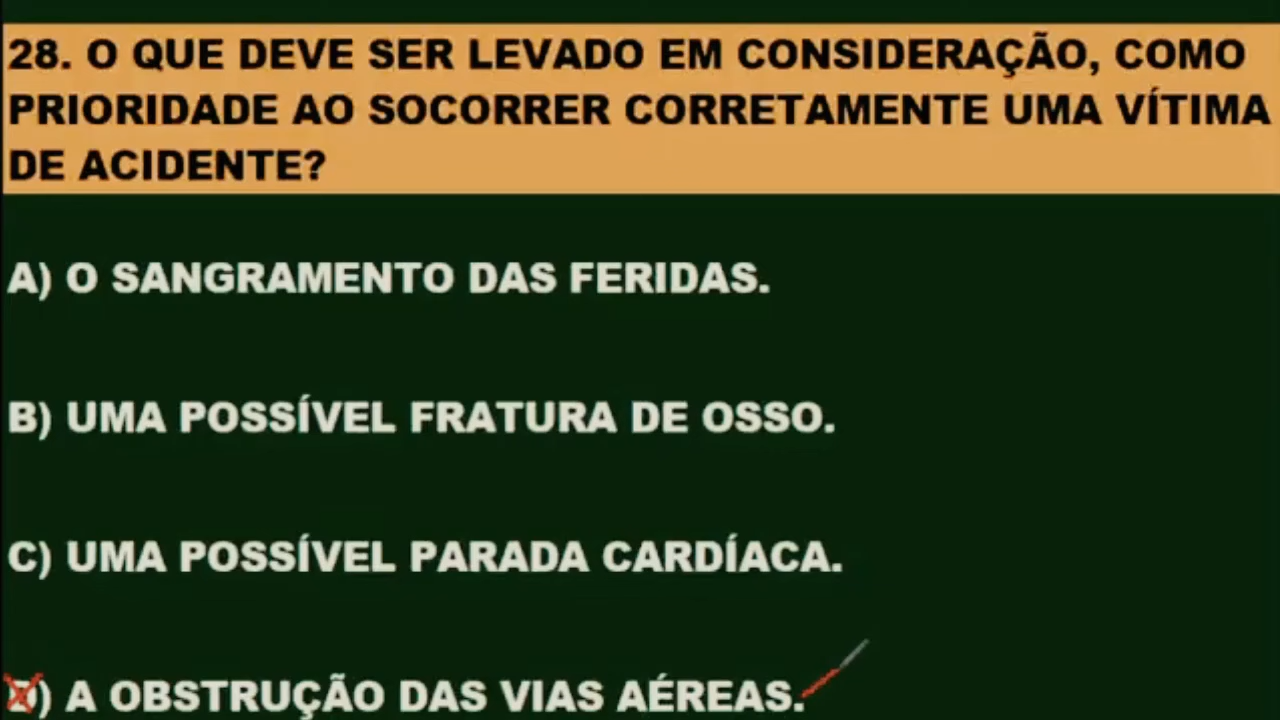 28. O QUE DEVE SER LEVADO EM CONSIDERAÇÃO, COMO
PRIORIDADE AO SOCORRER CORRETAMENTE UMA VÍTIMA
DE ACIDENTE?
A) O SANGRAMENTO DAS FERIDAS.
B) UMA POSSÍVEL FRATURA DE OSSO.
C) UMA POSSÍVEL PARADA CARDÍACA.
D) A OBSTRUÇÃO DAS VIAS AÉREAS.